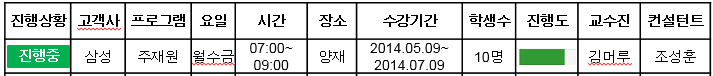 진행상황 고객사 프로그램 요일 시간 장소 수강기간 학생수 진행도 교수진 컨설턴트
진행중 삼성 주재원 월수금 07:00~ 09:00 양재 2014.05.09~ 2014.07.09 10명 김머루 조성훈